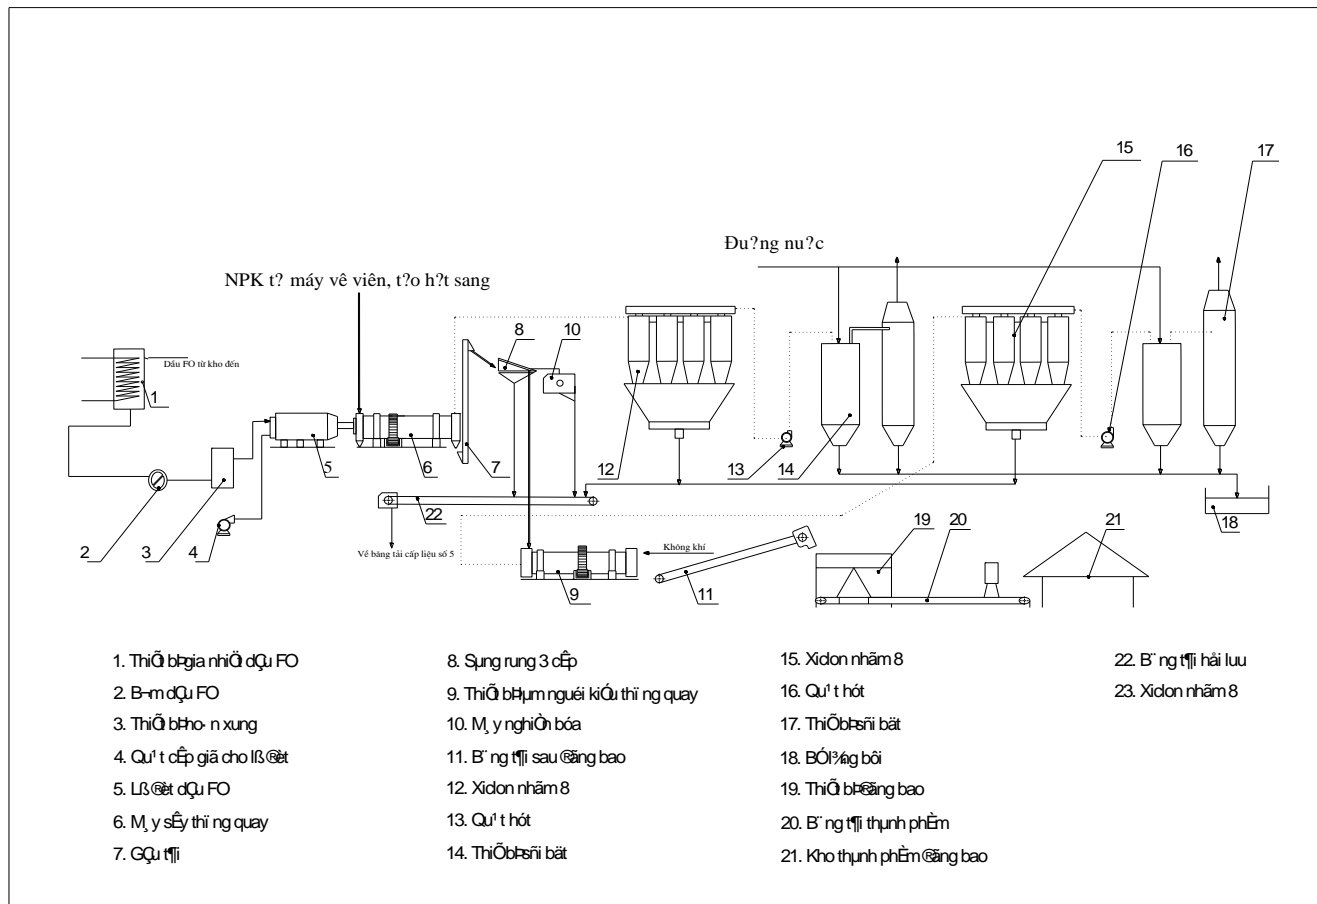 15
16
17
Đu?ng nu?c
NPK t? máy vê viên, t?o h?t sang
8
10
Dầu FO từ kho đến
1
5
6
7
12
13
14
22
18
2
3
4
Về băng tải cấp liệu số 5
Không khí
19
20
21
9
11
1. ThiÕt bÞ gia nhiÖt dÇu FO
2. B¬m dÇu FO
3. ThiÕt bÞ ho·n xung
4. Qu¹t cÊp giã cho lß ®èt
5. Lß ®èt dÇu FO
6. M¸y sÊy thïng quay
7. GÇu t¶i
8. Sµng rung 3 cÊp
9. ThiÕt bÞ lµm nguéi kiÓu thïng quay
10. M¸y nghiÒn bóa
11. B¨ng t¶i sau ®ãng bao
12. Xiclon nhãm 8
13. Qu¹t hót
14. ThiÕt bÞ sñi bät
15. Xiclon nhãm 8
16. Qu¹t hót
17. ThiÕt bÞ sñi bät
18. BÓ l¾ng bôi
19. ThiÕt bÞ ®ãng bao
20. B¨ng t¶i thµnh phÈm
21. Kho thµnh phÈm ®ãng bao
22. B¨ng t¶i håi luu
23. Xiclon nhãm 8